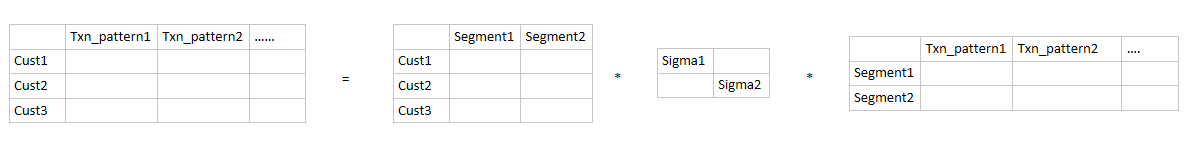 Txn_pattern1 Txn_pattern2 ......
Cust1
Cust2
Cust3
=
Segment1 Segment2
Cust1
Cust2
Cust3
*
Sigma1
Sigma2
*
Txn_pattern1 Txn_pattern2 ....
Segment1
Segment2